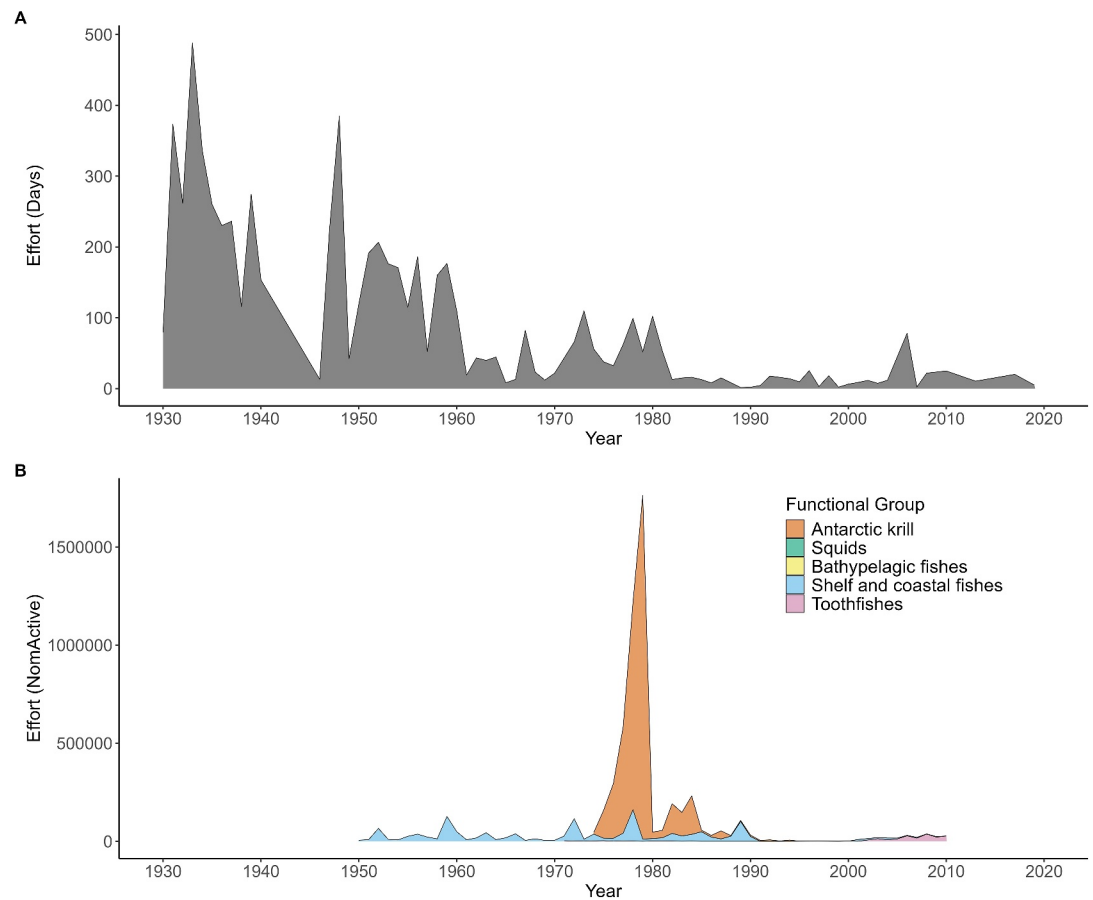 A
500
400
300
200
100
0
Effort (Days)
1930 1940 1950 1960 1970 1980 1990 2000 2010 2020
Year
B
1500000
1000000
500000
0
Effort (NomActive)
Functional Group
Antarctic krill
Squids
Bathypelagic fishes
Shelf and coastal fishes
Toothfishes
1930 1940 1950 1960 1970 1980 1990 2000 2010 2020
Year